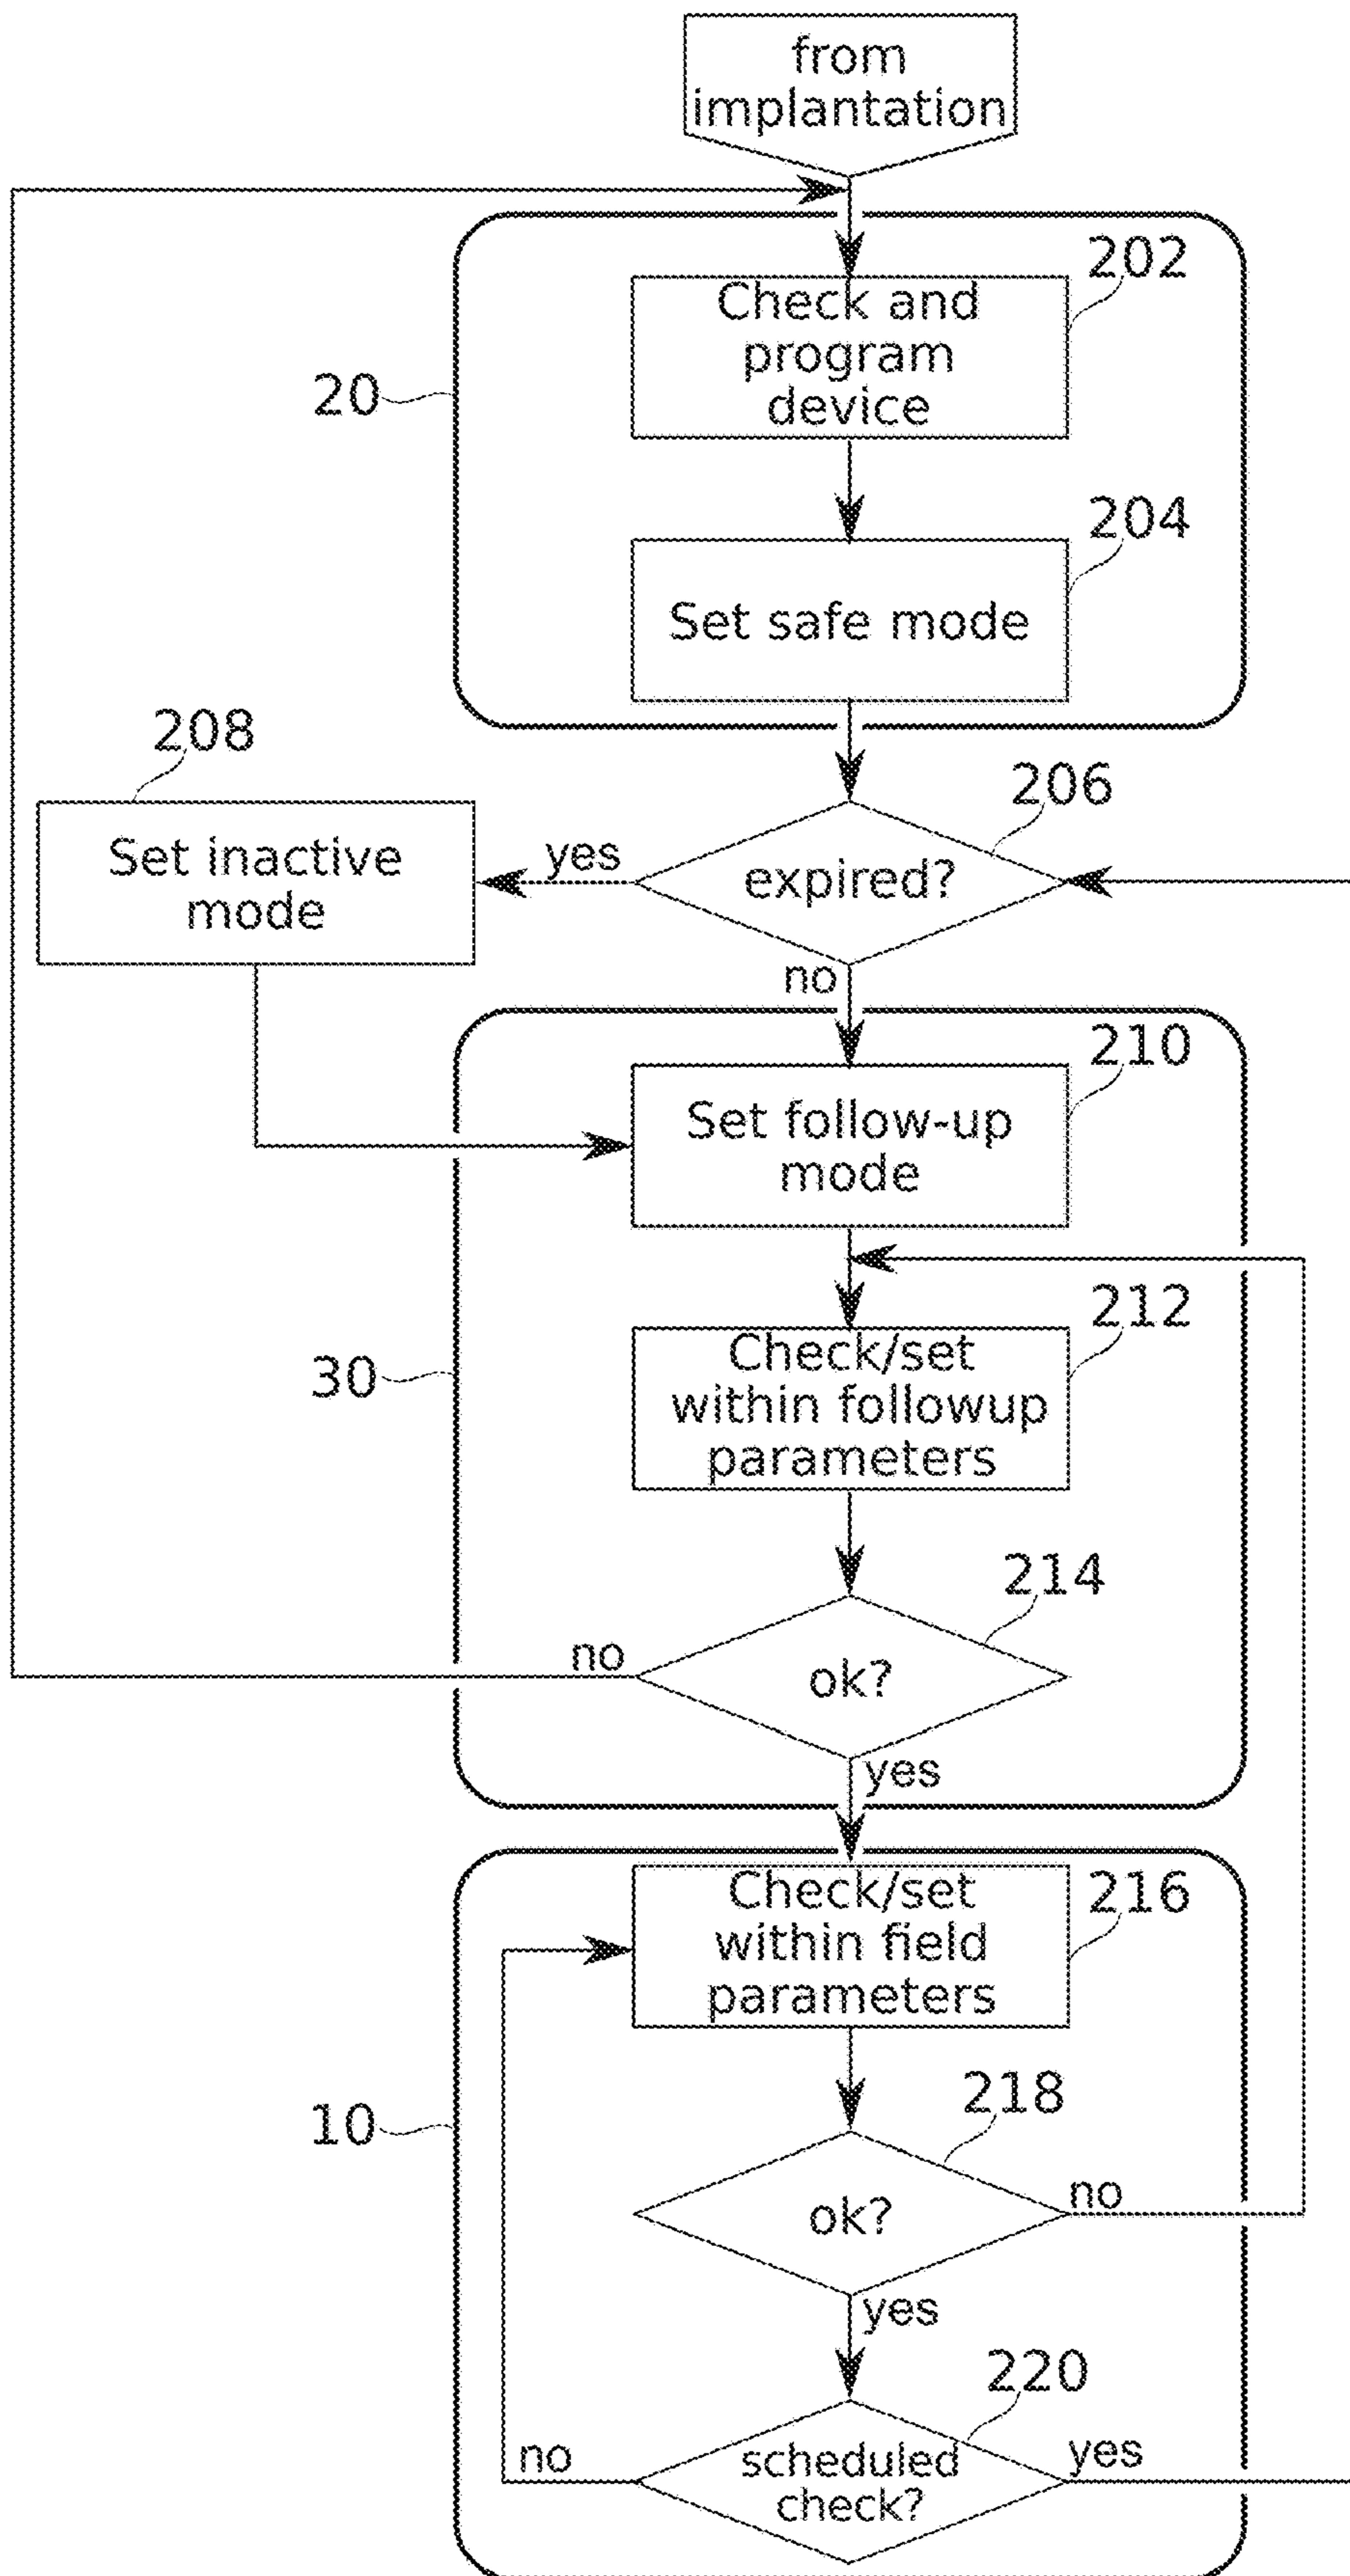 from
implantation
202
Check and
program
device
20
204
Set safe mode
208
206
Set inactive
mode
yes
expired?
no
210
Set follow-up
mode
212
Check/set
within followup
parameters
30
214
no
ok?
yes
216
Check/set
within field
parameters
10
218
ok?
no
yes
220
no
scheduled
check?
yes